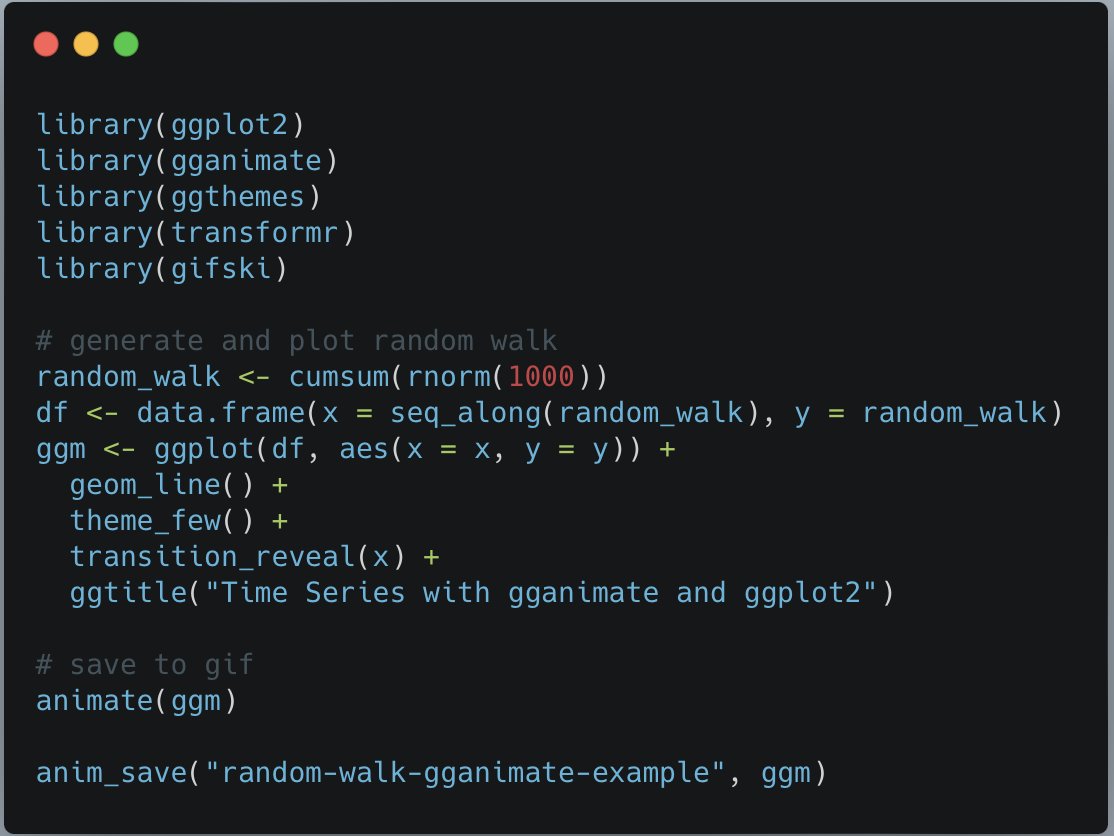 library(ggplot2)
library(gganimate)
library(ggthemes)
library(transformr)
library(gifski)

# generate and plot random walk
random_walk <- cumsum(rnorm(1000))
df <- data.frame(x = seq_along(random_walk), y = random_walk)
ggm <- ggplot(df, aes(x = x, y = y)) +
  geom_line() +
  theme_few() +
  transition_reveal(x) +
  ggtitle("Time Series with gganimate and ggplot2")

# save to gif
animate(ggm)

anim_save("random-walk-gganimate-example", ggm)